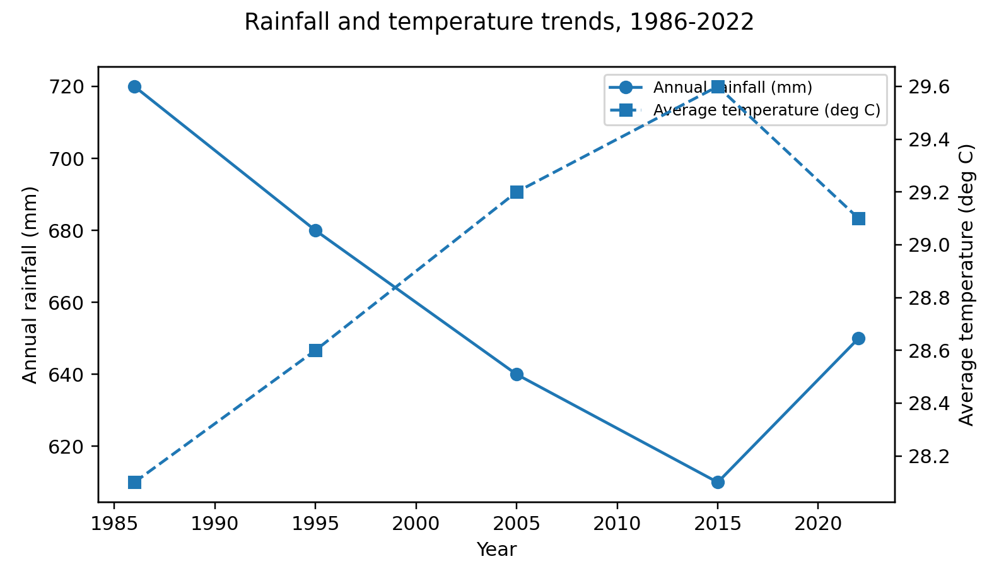 Rainfall and temperature trends, 1986-2022
Annual rainfall (mm)
Average temperature (deg C)
720
700
680
660
640
620
Annual rainfall (mm)
29.6
29.4
29.2
29.0
28.8
28.6
28.4
28.2
Average temperature (deg C)
1985 1990 1995 2000 2005 2010 2015 2020
Year